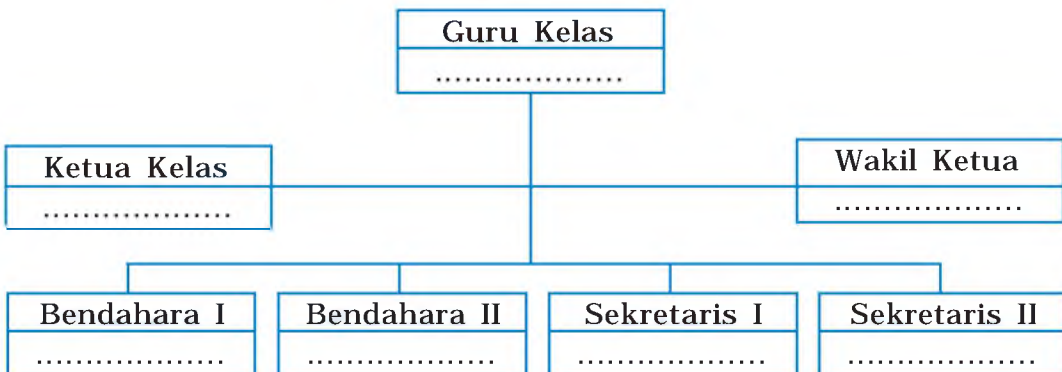 Guru Kelas
...................
Ketua Kelas
...................
Wakil Ketua
...................
Bendahara I
...................
Bendahara II
...................
Sekretaris I
...................
Sekretaris II
...................